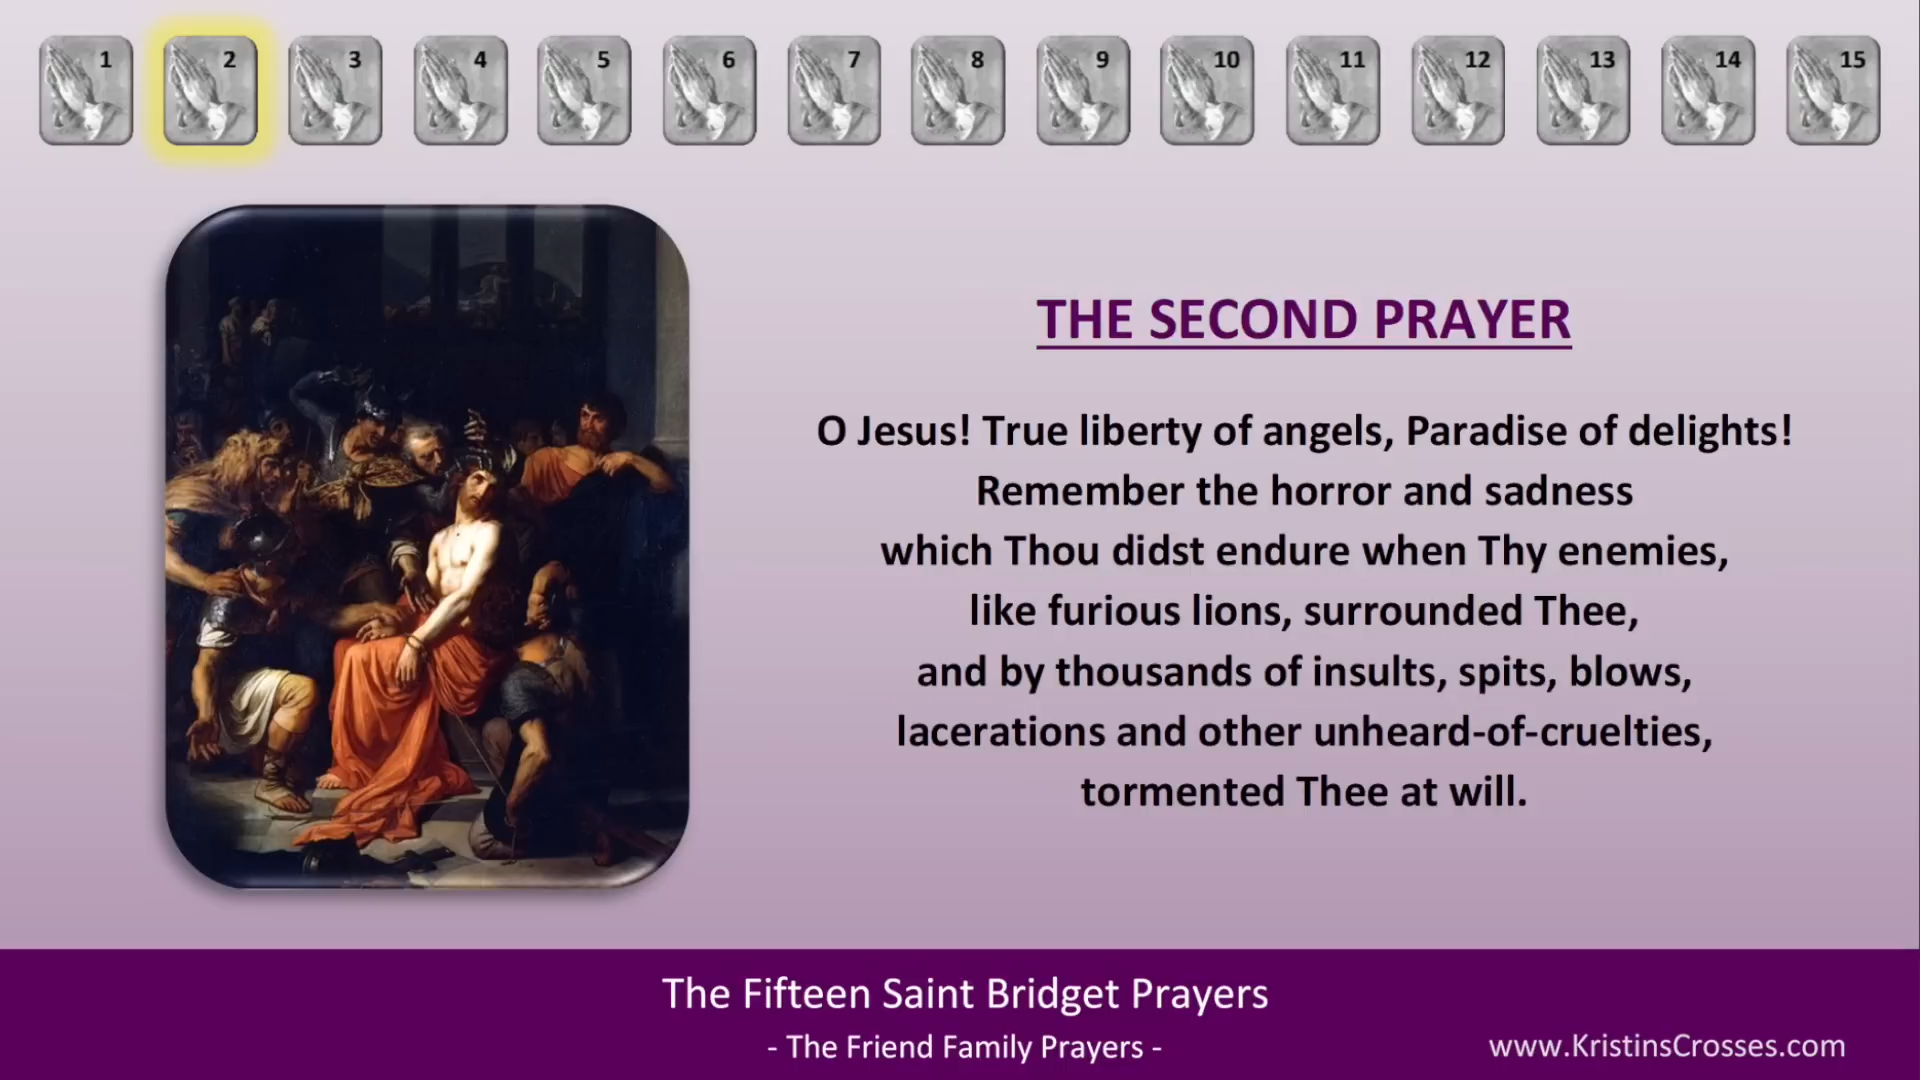 1 2 3 4 5 6 7 8 9 10 11 12 13 14 15
THE SECOND PRAYER
O Jesus! True liberty of angels, Paradise of delights!
Remember the horror and sadness
which Thou didst endure when Thy enemies,
like furious lions, surrounded Thee,
and by thousands of insults, spits, blows,
lacerations and other unheard-of-cruelties,
tormented Thee at will.
The Fifteen Saint Bridget Prayers
- The Friend Family Prayers -
www.KristinsCrosses.com